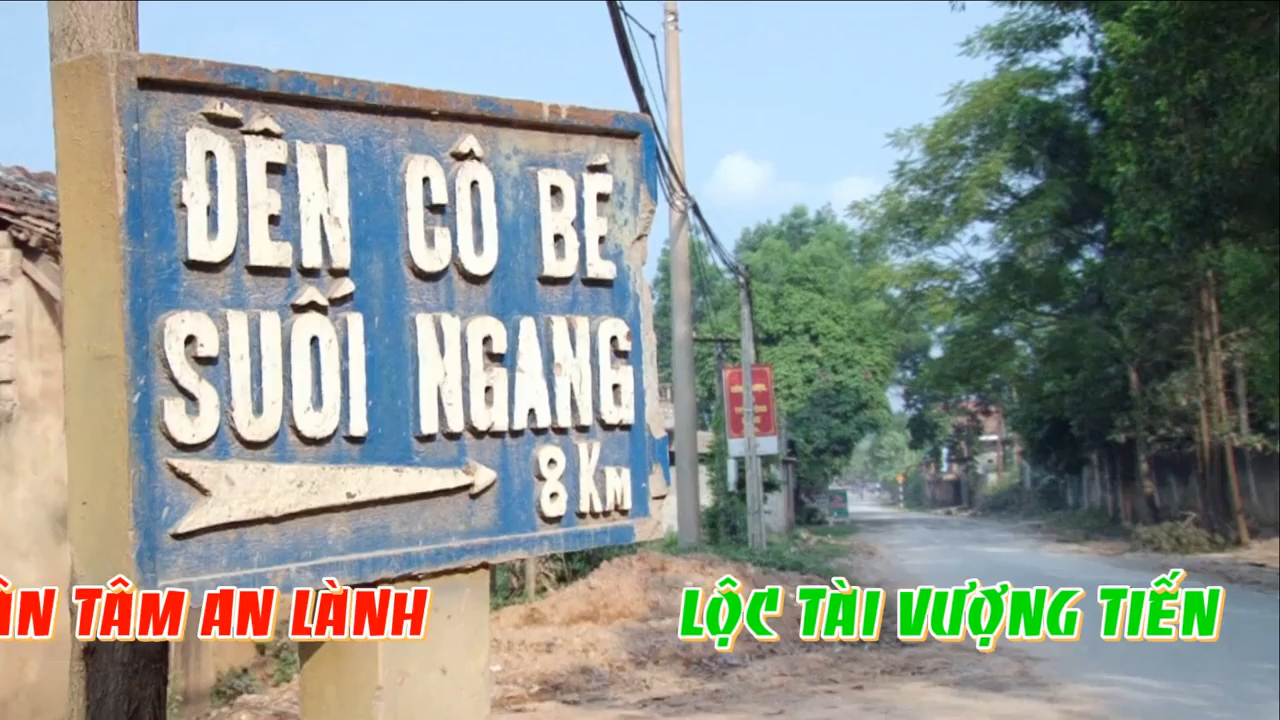 ĐỀN CÔ BÉ
SUỐI NGANG
8 Km
ÂN TÂM AN LÀNH
LỘC TÀI VƯỢNG TIẾN